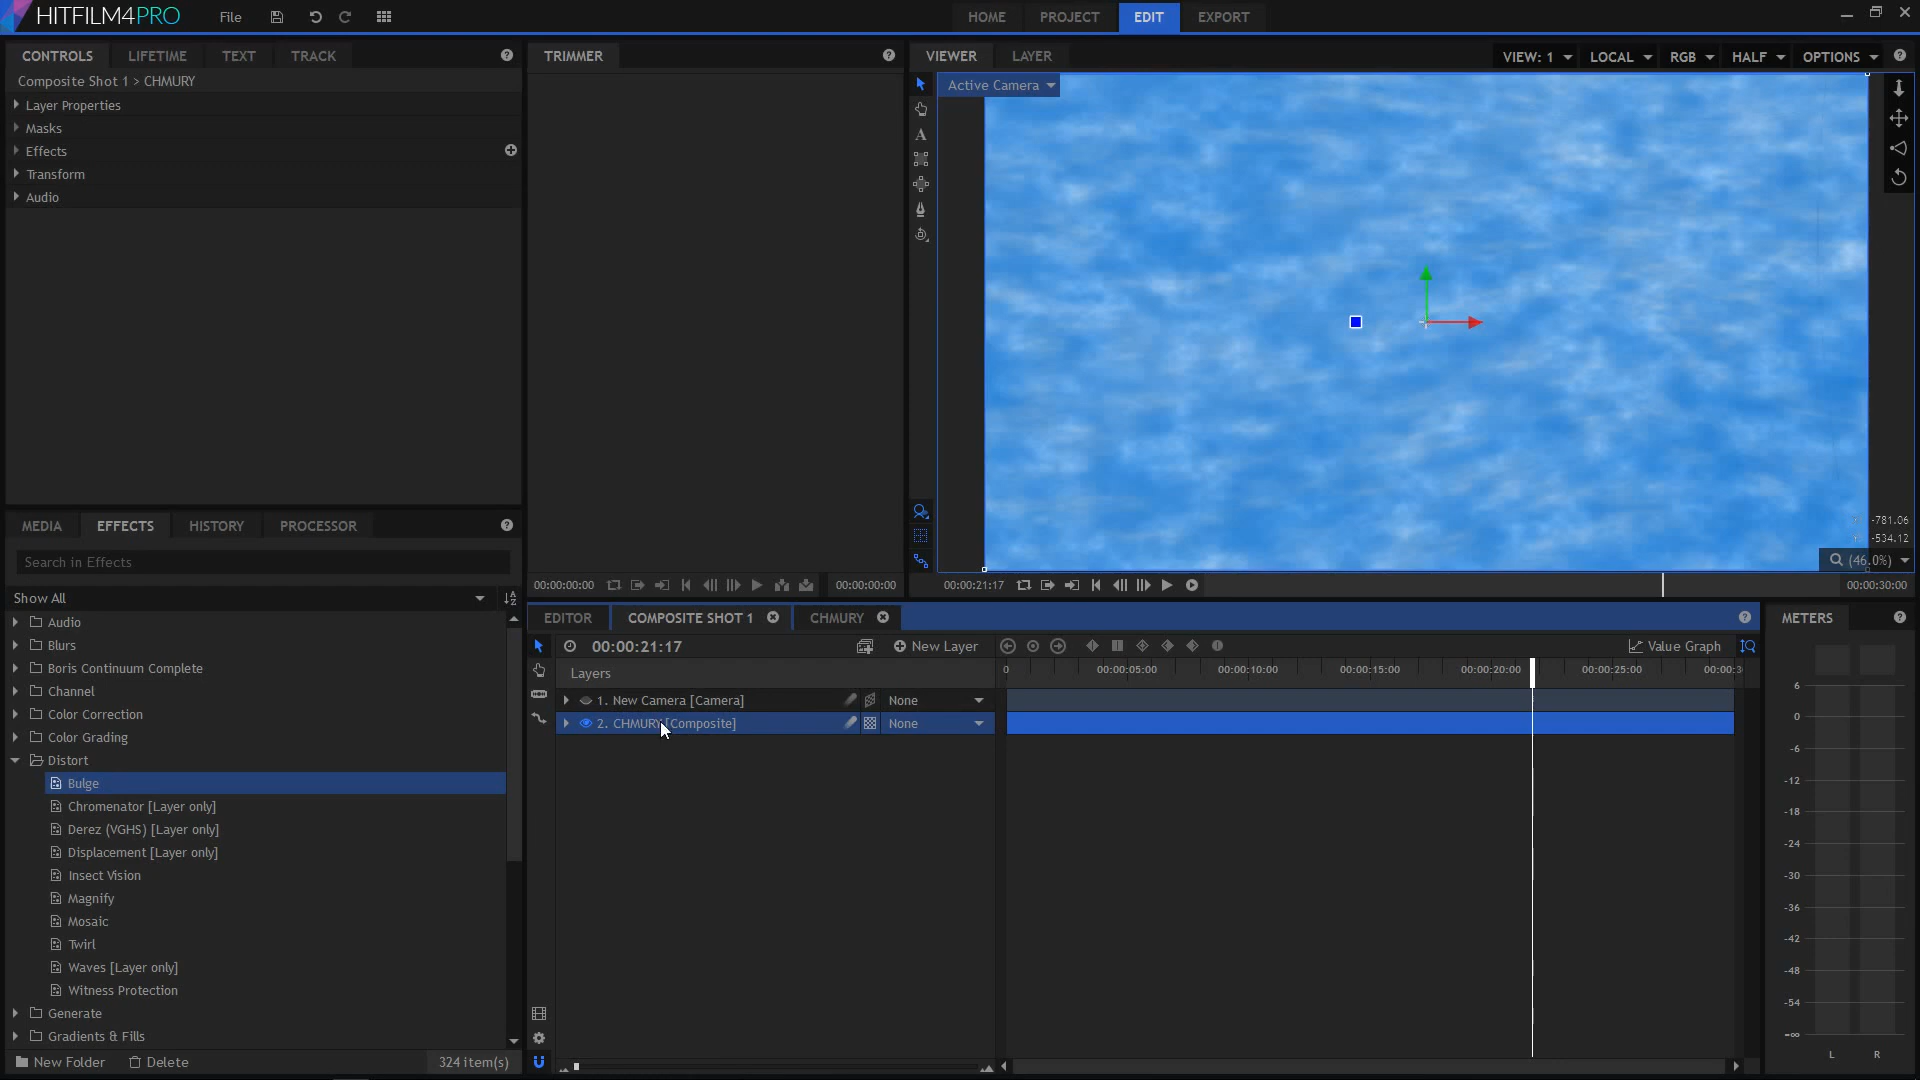 HITFILM4PRO
File
HOME
PROJECT
EDIT
EXPORT
CONTROLS
LIFETIME
TEXT
TRACK
Composite Shot 1 > CHMURY
Layer Properties
Masks
Effects
Transform
Audio
TRIMMER
00:00:00:00
00:00:00:00
VIEWER
LAYER
VIEW: 1
LOCAL
RGB
HALF
OPTIONS
Active Camera
-781.06
-534.12
(46.0%)
00:00:21:17
00:00:30:00
MEDIA
EFFECTS
HISTORY
PROCESSOR
Search in Effects
Show All
Audio
Blurs
Boris Continuum Complete
Channel
Color Correction
Color Grading
Distort
Bulge
Chromenator [Layer only]
Derez (VGHS) [Layer only]
Displacement [Layer only]
Insect Vision
Magnify
Mosaic
Twirl
Waves [Layer only]
Witness Protection
Generate
Gradients & Fills
New Folder
Delete
324 item(s)
EDITOR
COMPOSITE SHOT 1
CHMURY
00:00:21:17
New Layer
Value Graph
Layers
0
00:00:05:00
00:00:10:00
00:00:15:00
00:00:20:00
00:00:25:00
00:00:3
1. New Camera [Camera]
None
2. CHMURY [Composite]
None
METERS
6
0
-6
-12
-18
-24
-30
-36
-42
-48
-54
-∞
L
R